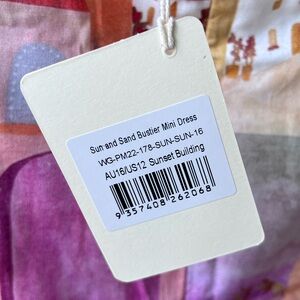 Sun and Sand Bustier Mini Dress
WG-PM22-178-SUN-SUN-16
AU16/US12 Sunset Building
9 357408 262068